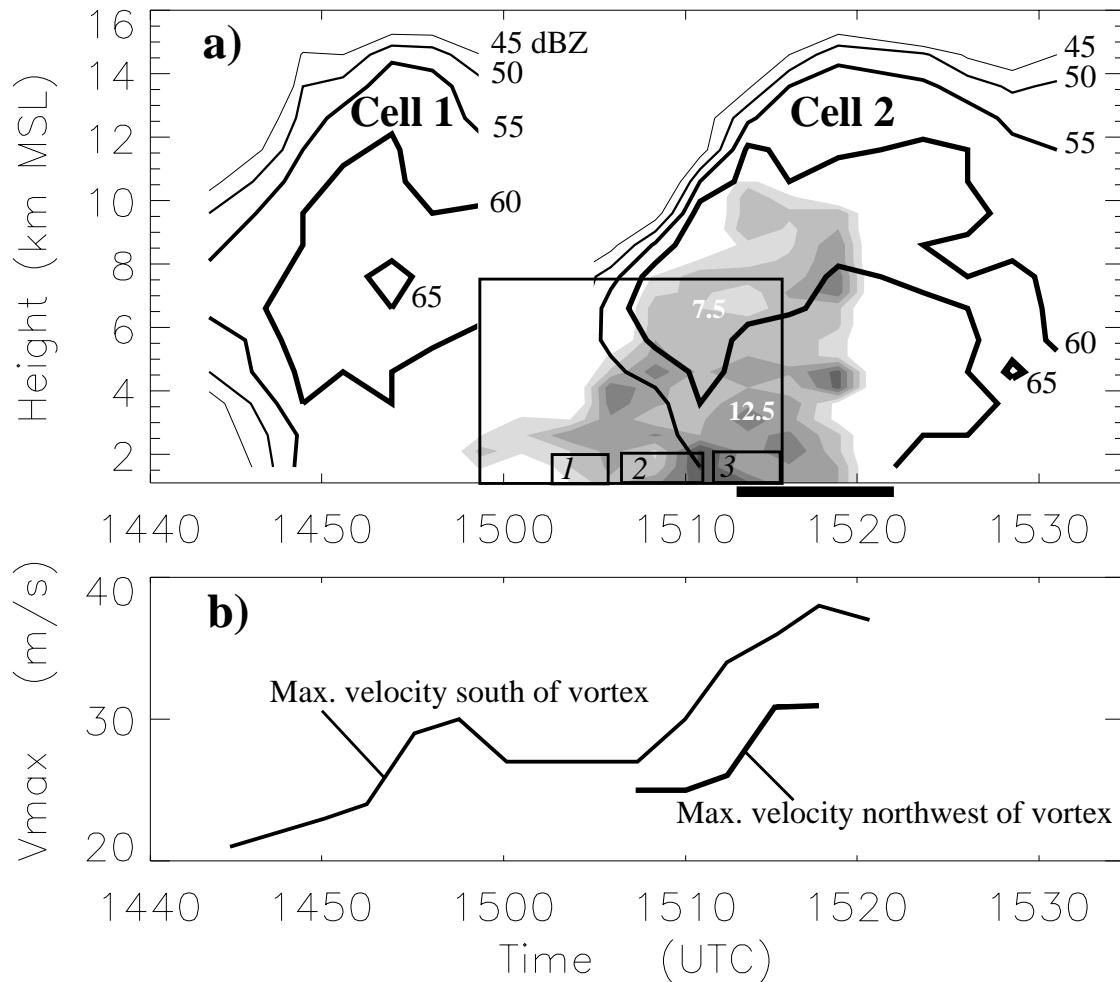 a)
16
14
12
10
8
6
4
2
Height (km MSL)
45 dBZ
50
55
60
65
Cell 1
Cell 2
45
50
55
60
65
7.5
12.5
1 2 3
1440 1450 1500 1510 1520 1530
b)
40
30
20
Vmax (m/s)
Max. velocity south of vortex
Max. velocity northwest of vortex
1440 1450 1500 1510 1520 1530
Time (UTC)